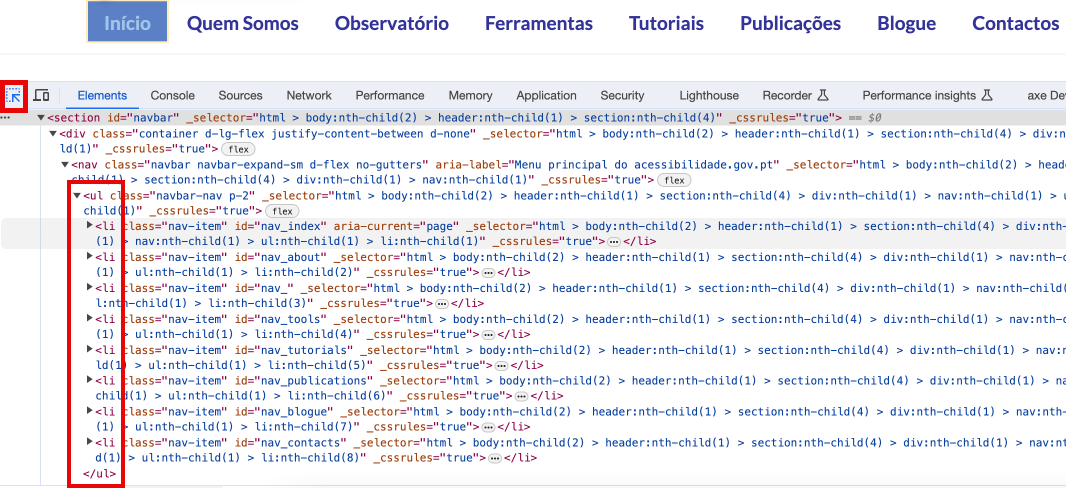 Início Quem Somos Observatório Ferramentas Tutoriais Publicações Blogue Contactos
Elements Console Sources Network Performance Memory Application Security Lighthouse Recorder Performance insights axe Dev
… ▼<section id="navbar" _selector="html > body:nth-child(2) > header:nth-child(1) > section:nth-child(4)" _cssrules="true"> == $0
▼<div class="container d-lg-flex justify-content-between d-none" _selector="html > body:nth-child(2) > header:nth-child(1) > section:nth-child(4) > div:n
ld(1)" _cssrules="true"> flex
▼<nav class="navbar navbar-expand-sm d-flex no-gutters" aria-label="Menu principal do acessibilidade.gov.pt" _selector="html > body:nth-child(2) > heade
child(1) > section:nth-child(4) > div:nth-child(1) > nav:nth-child(1)" _cssrules="true"> flex
▼<ul class="navbar-nav p-2" _selector="html > body:nth-child(2) > header:nth-child(1) > section:nth-child(4) > div:nth-child(1) > nav:nth-child(1) > u
child(1)" _cssrules="true"> flex
▶<li class="nav-item" id="nav_index" aria-current="page" _selector="html > body:nth-child(2) > header:nth-child(1) > section:nth-child(4) > div:nth-
(1) > nav:nth-child(1) > ul:nth-child(1) > li:nth-child(1)" _cssrules="true">…</li>
▶<li class="nav-item" id="nav_about" _selector="html > body:nth-child(2) > header:nth-child(1) > section:nth-child(4) > div:nth-child(1) > nav:nth-c
(1) > ul:nth-child(1) > li:nth-child(2)" _cssrules="true">…</li>
▶<li class="nav-item" id="nav_" _selector="html > body:nth-child(2) > header:nth-child(1) > section:nth-child(4) > div:nth-child(1) > nav:nth-child(
l:nth-child(1) > li:nth-child(3)" _cssrules="true">…</li>
▶<li class="nav-item" id="nav_tools" _selector="html > body:nth-child(2) > header:nth-child(1) > section:nth-child(4) > div:nth-child(1) > nav:nth-c
(1) > ul:nth-child(1) > li:nth-child(4)" _cssrules="true">…</li>
▶<li class="nav-item" id="nav_tutorials" _selector="html > body:nth-child(2) > header:nth-child(1) > section:nth-child(4) > div:nth-child(1) > nav:n
ld(1) > ul:nth-child(1) > li:nth-child(5)" _cssrules="true">…</li>
▶<li class="nav-item" id="nav_publications" _selector="html > body:nth-child(2) > header:nth-child(1) > section:nth-child(4) > div:nth-child(1) > na
child(1) > ul:nth-child(1) > li:nth-child(6)" _cssrules="true">…</li>
▶<li class="nav-item" id="nav_blogue" _selector="html > body:nth-child(2) > header:nth-child(1) > section:nth-child(4) > div:nth-child(1) > nav:nth-
(1) > ul:nth-child(1) > li:nth-child(7)" _cssrules="true">…</li>
▶<li class="nav-item" id="nav_contacts" _selector="html > body:nth-child(2) > header:nth-child(1) > section:nth-child(4) > div:nth-child(1) > nav:nt
d(1) > ul:nth-child(1) > li:nth-child(8)" _cssrules="true">…</li>
</ul>